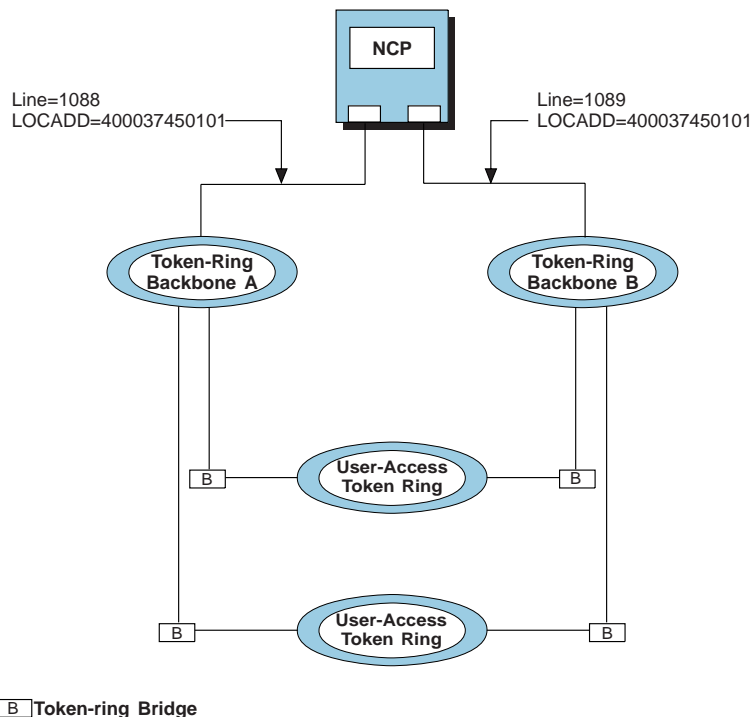 NCP
Line=1088
LOCADD=400037450101
Line=1089
LOCADD=400037450101
Token-Ring
Backbone A
Token-Ring
Backbone B
B
User-Access
Token Ring
B
B
User-Access
Token Ring
B
B Token-ring Bridge